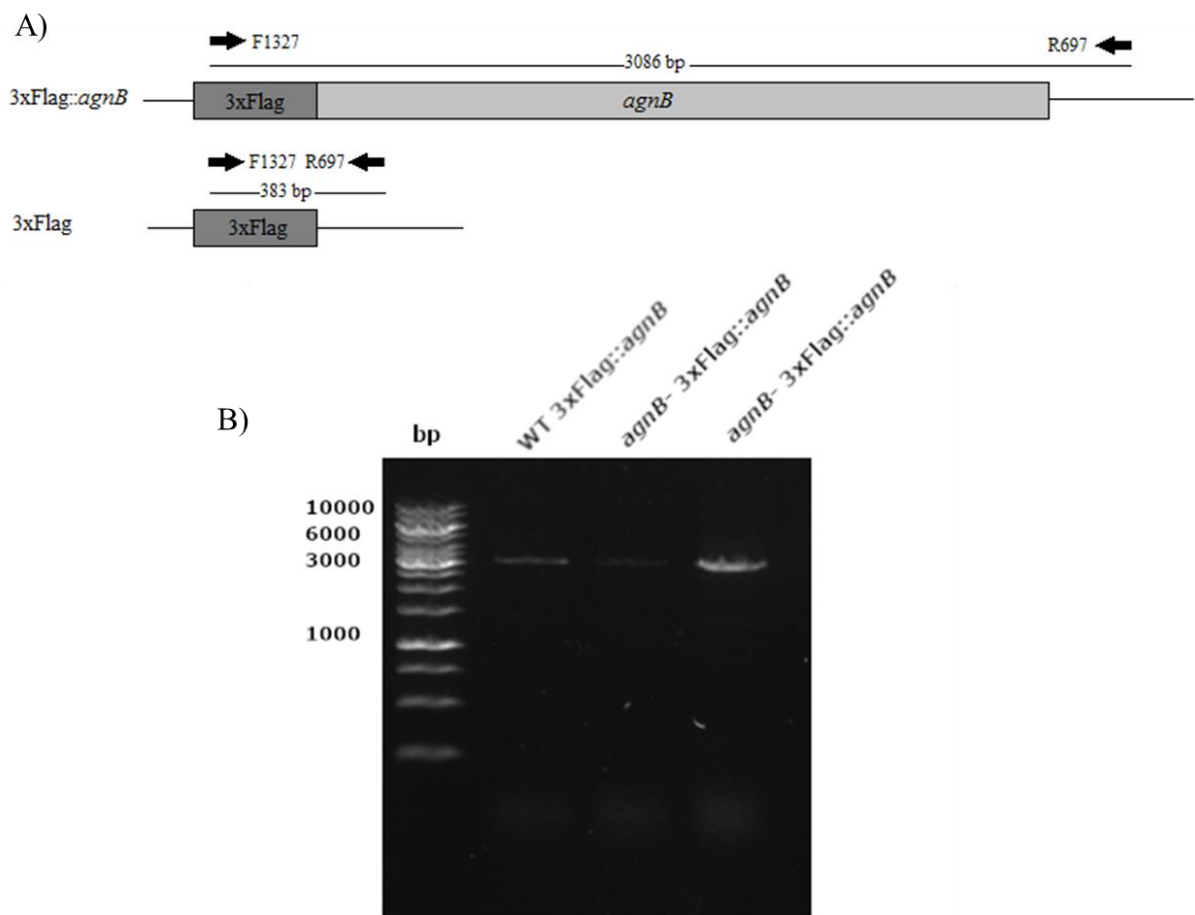 A)
F1327
R697
3086 bp
3xFlag::agnB
3xFlag
agnB
F1327 R697
383 bp
3xFlag
3xFlag
B)
bp
WT 3xFlag::agnB
agnB- 3xFlag::agnB
agnB- 3xFlag::agnB
10000
6000
3000
1000